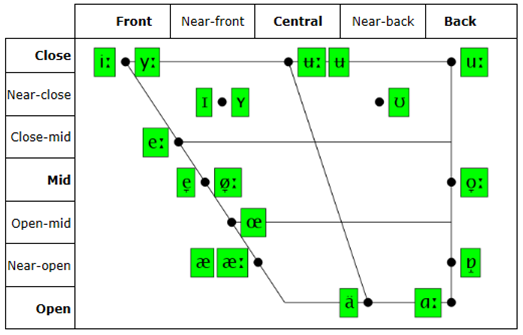 Front Near-front Central Near-back Back
Close iː yː ʉː ʉ uː
Near-close ɪ ʏ ʊ
Close-mid eː
Mid e̞ ø̞ː o̞ː
Open-mid œ
Near-open æ æː ɒ̝
Open ä ɑː